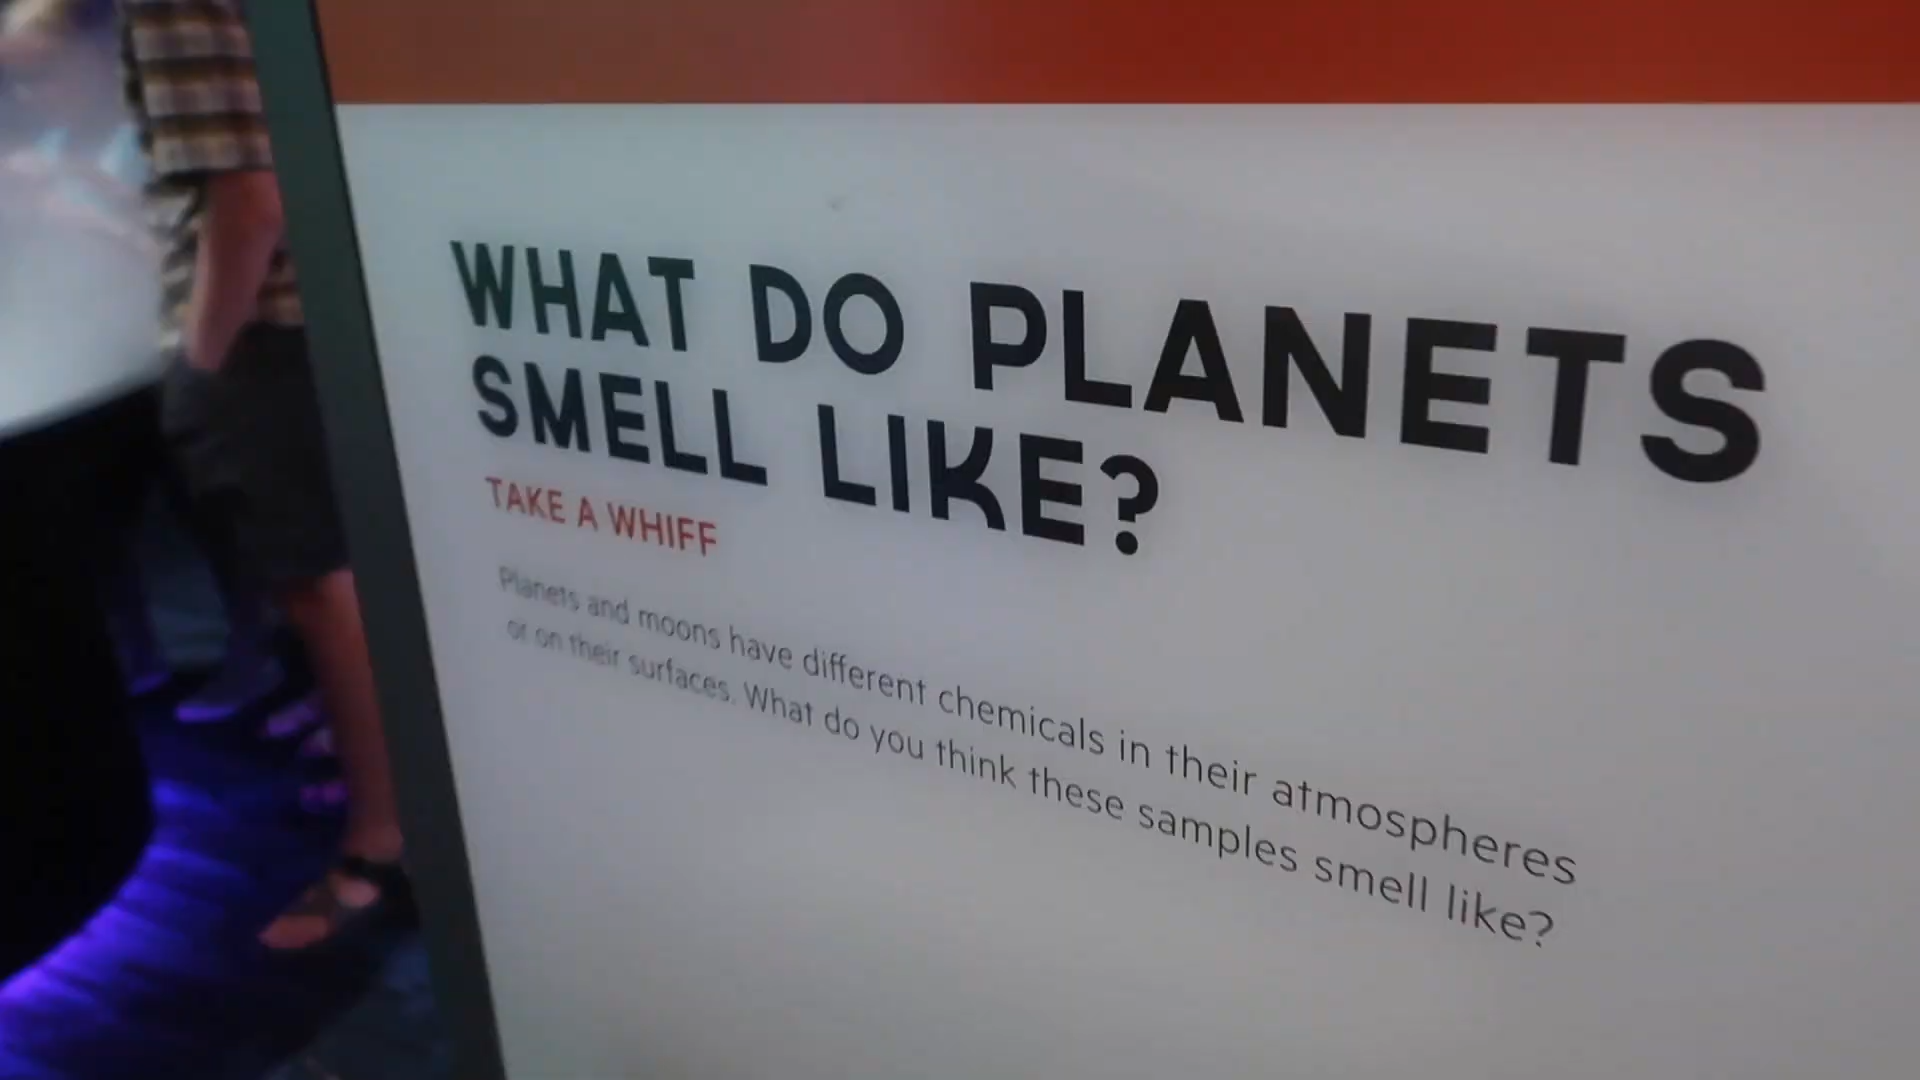 WHAT DO PLANETS
SMELL LIKE?
TAKE A WHIFF
Planets and moons have different chemicals in their atmospheres
or on their surfaces. What do you think these samples smell like?